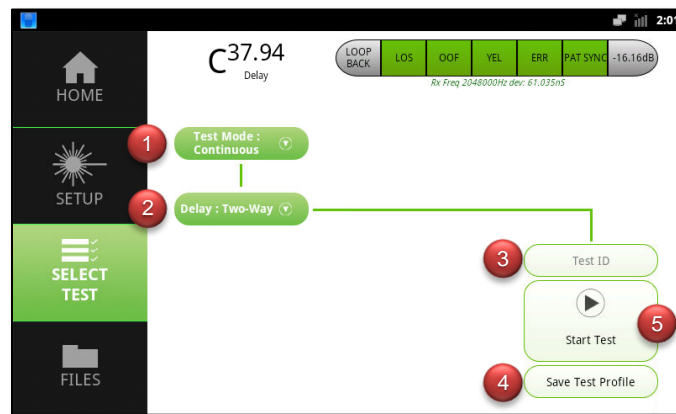 2:01
HOME
SETUP
SELECT
TEST
FILES
C37.94
Delay
LOOP
BACK
LOS
OOF
YEL
ERR
PAT SYNC
-16.16dB
Rx Freq 2048000Hz dev: 61.035nS
1
Test Mode :
Continuous
2
Delay : Two-Way
3
Test ID
Start Test
5
4
Save Test Profile